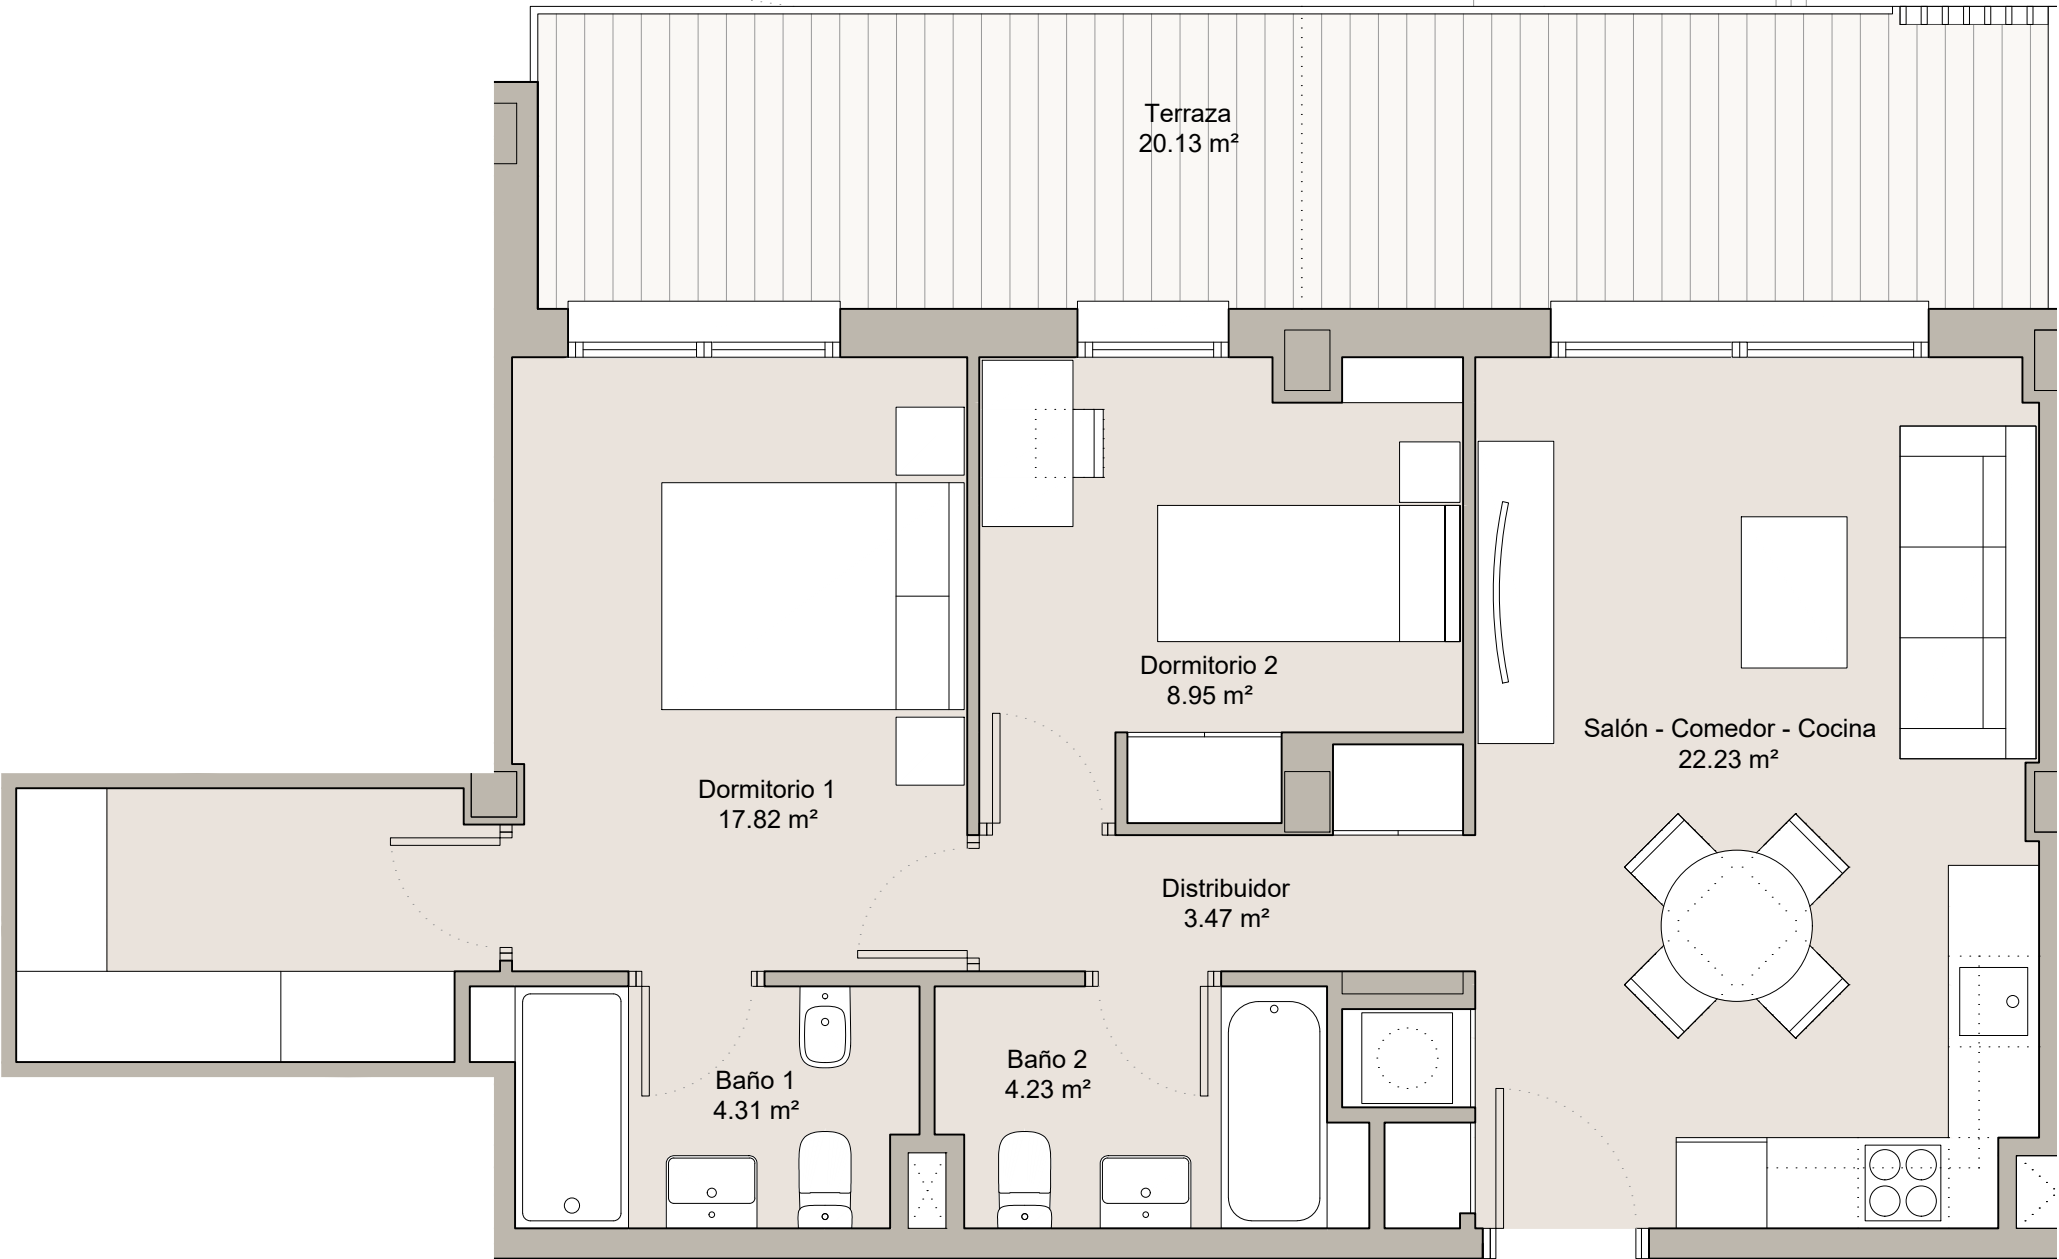 Terraza
20.13 m²
Dormitorio 2
8.95 m²
Salón - Comedor - Cocina
22.23 m²
Dormitorio 1
17.82 m²
Distribuidor
3.47 m²
Baño 1
4.31 m²
Baño 2
4.23 m²